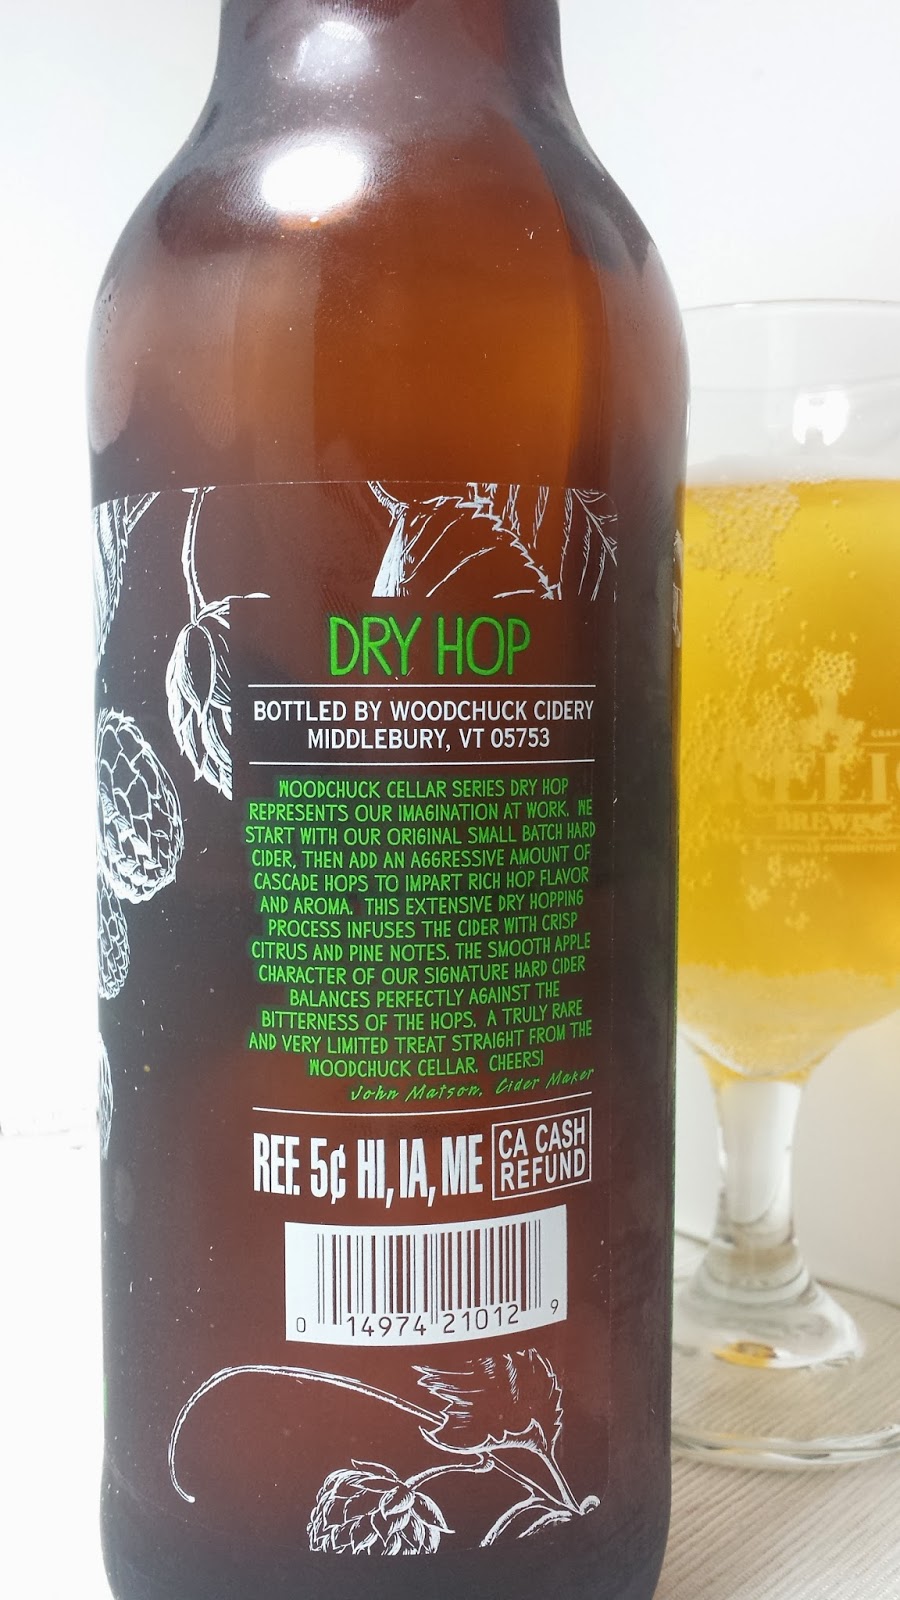 DRY HOP
BOTTLED BY WOODCHUCK CIDERY
MIDDLEBURY, VT 05753
WOODCHUCK CELLAR SERIES DRY HOP
REPRESENTS OUR IMAGINATION AT WORK. WE
START WITH OUR ORIGINAL SMALL BATCH HARD
CIDER, THEN ADD AN AGGRESSIVE AMOUNT OF
CASCADE HOPS TO IMPART RICH HOP FLAVOR
AND AROMA. THIS EXTENSIVE DRY HOPPING
PROCESS INFUSES THE CIDER WITH CRISP
CITRUS AND PINE NOTES. THE SMOOTH APPLE
CHARACTER OF OUR SIGNATURE HARD CIDER
BALANCES PERFECTLY AGAINST THE
BITTERNESS OF THE HOPS. A TRULY RARE
AND VERY LIMITED TREAT STRAIGHT FROM THE
WOODCHUCK CELLAR. CHEERS!
John Matson, Cider Maker
REF. 5¢ HI, IA, ME
CA CASH
REFUND
0 14974 21012 9
CRAF
BREWING
CONNECTICUT